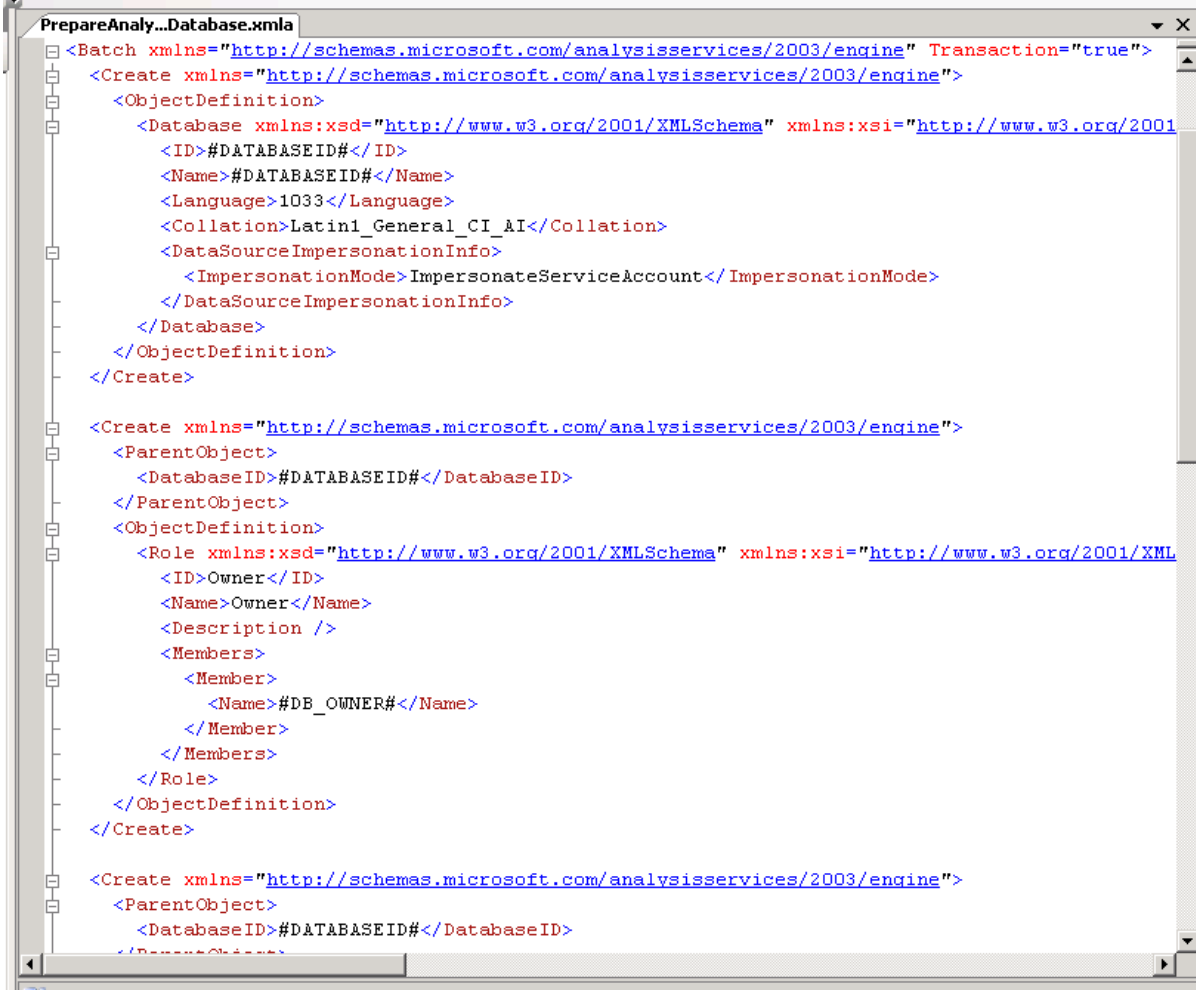 PrepareAnaly...Database.xmla
<Batch xmlns="http://schemas.microsoft.com/analysisservices/2003/engine" Transaction="true">
<Create xmlns="http://schemas.microsoft.com/analysisservices/2003/engine">
<ObjectDefinition>
<Database xmlns:xsd="http://www.w3.org/2001/XMLSchema" xmlns:xsi="http://www.w3.org/2001
<ID>#DATABASEID#</ID>
<Name>#DATABASEID#</Name>
<Language>1033</Language>
<Collation>Latin1_General_CI_AI</Collation>
<DataSourceImpersonationInfo>
<ImpersonationMode>ImpersonateServiceAccount</ImpersonationMode>
</DataSourceImpersonationInfo>
</Database>
</ObjectDefinition>
</Create>
<Create xmlns="http://schemas.microsoft.com/analysisservices/2003/engine">
<ParentObject>
<DatabaseID>#DATABASEID#</DatabaseID>
</ParentObject>
<ObjectDefinition>
<Role xmlns:xsd="http://www.w3.org/2001/XMLSchema" xmlns:xsi="http://www.w3.org/2001/XML
<ID>Owner</ID>
<Name>Owner</Name>
<Description />
<Members>
<Member>
<Name>#DB_OWNER#</Name>
</Member>
</Members>
</Role>
</ObjectDefinition>
</Create>
<Create xmlns="http://schemas.microsoft.com/analysisservices/2003/engine">
<ParentObject>
<DatabaseID>#DATABASEID#</DatabaseID>